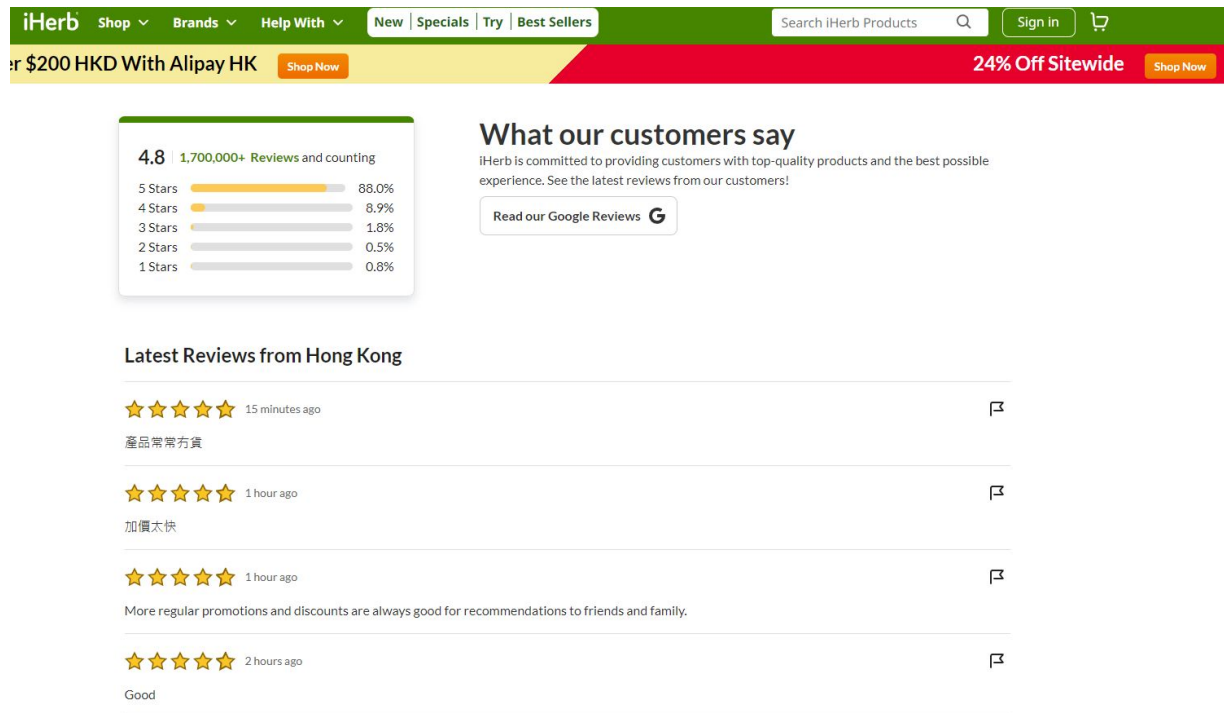 iHerb Shop Brands Help With New Specials Try Best Sellers Search iHerb Products Sign in
er $200 HKD With Alipay HK Shop Now 24% Off Sitewide Shop Now
4.8 1,700,000+ Reviews and counting
5 Stars 88.0%
4 Stars 8.9%
3 Stars 1.8%
2 Stars 0.5%
1 Stars 0.8%
What our customers say
iHerb is committed to providing customers with top-quality products and the best possible
experience. See the latest reviews from our customers!
Read our Google Reviews G
Latest Reviews from Hong Kong
15 minutes ago
產品常常冇貨
1 hour ago
加價太快
1 hour ago
More regular promotions and discounts are always good for recommendations to friends and family.
2 hours ago
Good